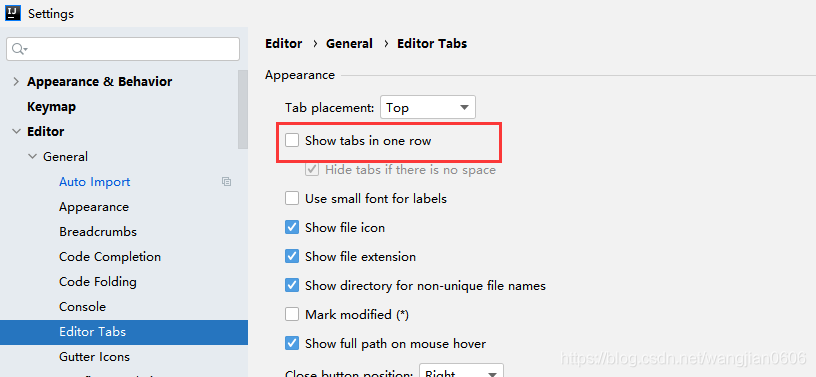 IJ Settings
Editor › General › Editor Tabs
Appearance & Behavior
Keymap
Editor
General
Auto Import
Appearance
Breadcrumbs
Code Completion
Code Folding
Console
Editor Tabs
Gutter Icons
Appearance
Tab placement: Top
Show tabs in one row
Hide tabs if there is no space
Use small font for labels
Show file icon
Show file extension
Show directory for non-unique file names
Mark modified (*)
Show full path on mouse hover
Close button position: Right
https://blog.csdn.net/wangjian0606